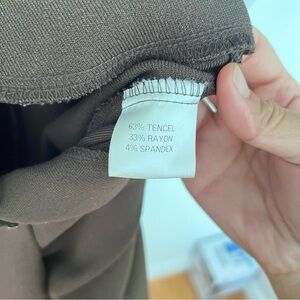 63% TENCEL
33% RAYON
4% SPANDEX